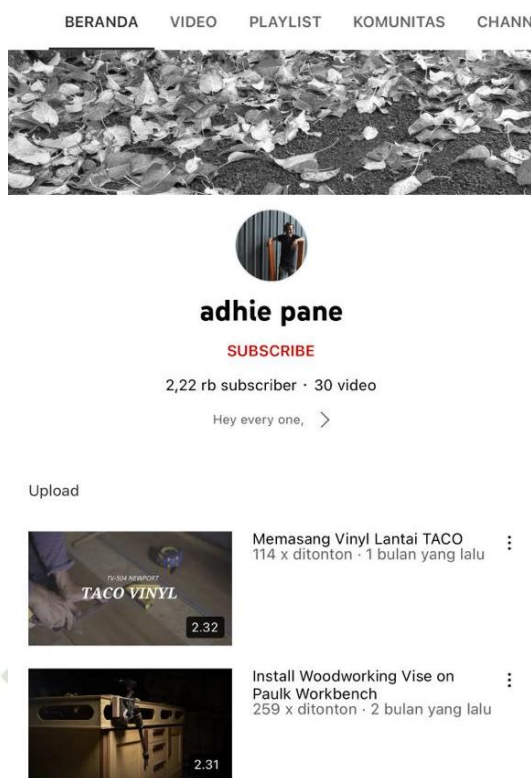 BERANDA VIDEO PLAYLIST KOMUNITAS CHANN
adhie pane
SUBSCRIBE
2,22 rb subscriber · 30 video
Hey every one,
Upload
TV-504 NEWPORT
TACO VINYL
2.32
Memasang Vinyl Lantai TACO
114 x ditonton · 1 bulan yang lalu
2.31
Install Woodworking Vise on
Paulk Workbench
259 x ditonton · 2 bulan yang lalu